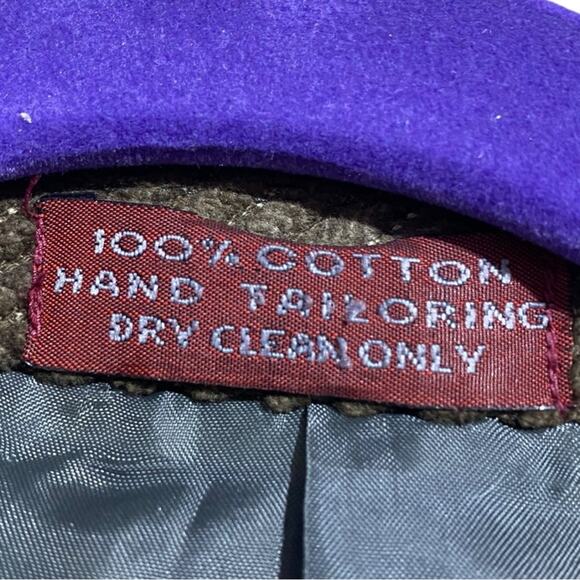 100% COTTON
HAND TAILORING
DRY CLEAN ONLY